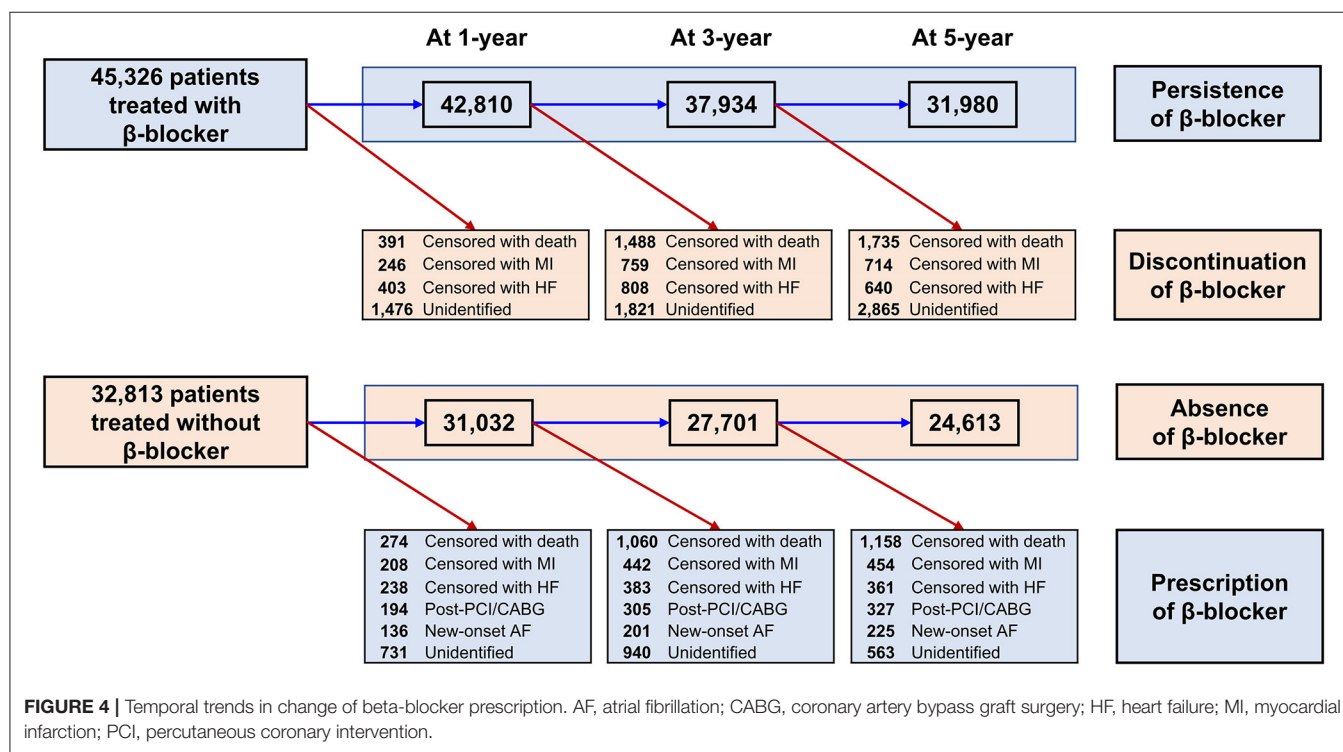 At 1-year At 3-year At 5-year
45,326 patients
treated with
β-blocker
42,810
37,934
31,980
Persistence
of β-blocker
391 Censored with death
246 Censored with MI
403 Censored with HF
1,476 Unidentified
1,488 Censored with death
759 Censored with MI
808 Censored with HF
1,821 Unidentified
1,735 Censored with death
714 Censored with MI
640 Censored with HF
2,865 Unidentified
Discontinuation
of β-blocker
32,813 patients
treated without
β-blocker
31,032
27,701
24,613
Absence
of β-blocker
274 Censored with death
208 Censored with MI
238 Censored with HF
194 Post-PCI/CABG
136 New-onset AF
731 Unidentified
1,060 Censored with death
442 Censored with MI
383 Censored with HF
305 Post-PCI/CABG
201 New-onset AF
940 Unidentified
1,158 Censored with death
454 Censored with MI
361 Censored with HF
327 Post-PCI/CABG
225 New-onset AF
563 Unidentified
Prescription
of β-blocker
FIGURE 4 | Temporal trends in change of beta-blocker prescription. AF, atrial fibrillation; CABG, coronary artery bypass graft surgery; HF, heart failure; MI, myocardial
infarction; PCI, percutaneous coronary intervention.